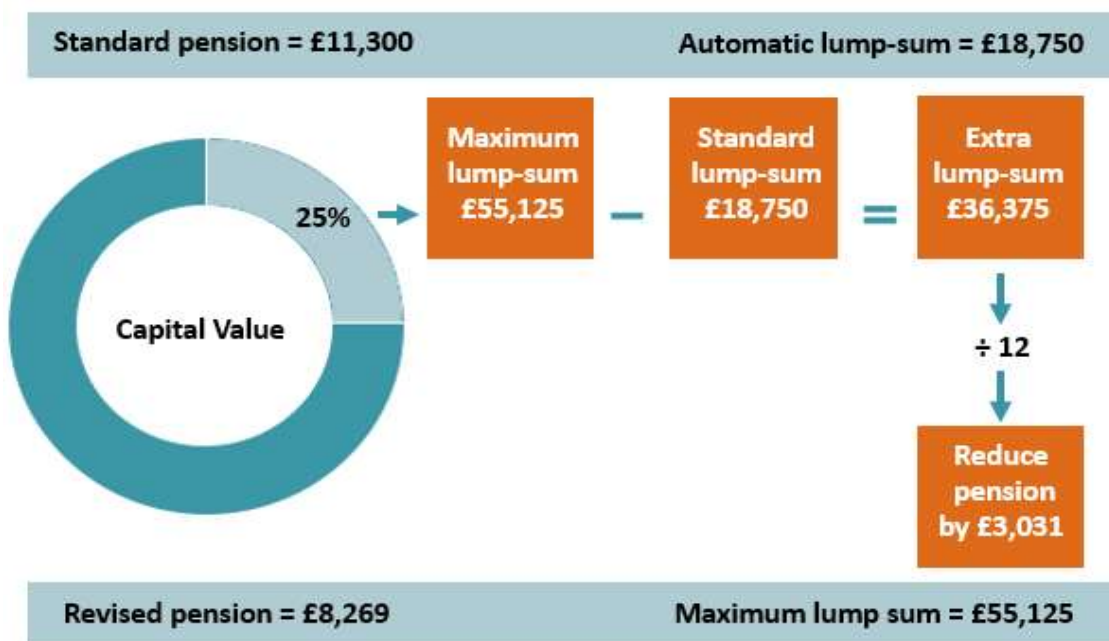 Standard pension = £11,300
Automatic lump-sum = £18,750
Capital Value
25%
Maximum
lump-sum
£55,125
–
Standard
lump-sum
£18,750
=
Extra
lump-sum
£36,375
÷ 12
Reduce
pension
by £3,031
Revised pension = £8,269
Maximum lump sum = £55,125